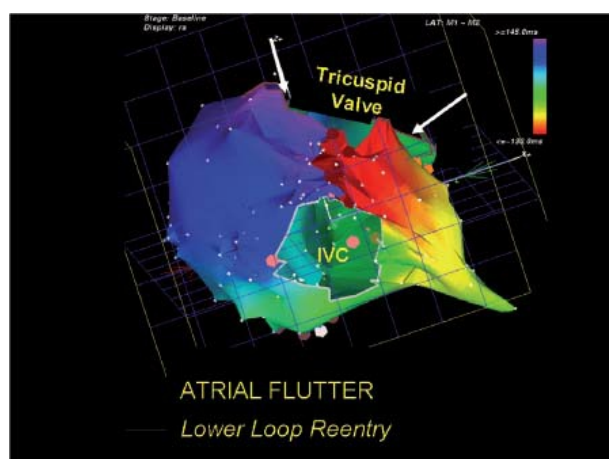 Stage: Baseline
Display: ra
LAT: M1 - M2
>=145.0ms
Tricuspid
Valve
IVC
ATRIAL FLUTTER
Lower Loop Reentry